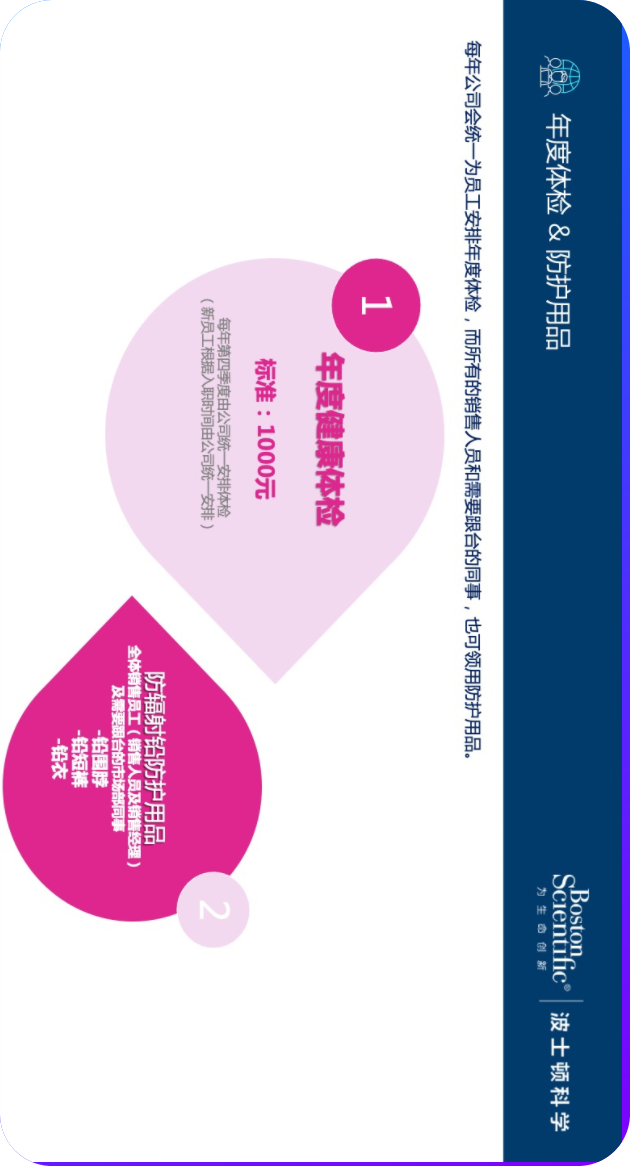 年度体检 & 防护用品
Boston
Scientific®
为生命创新
波士顿科学
每年公司会统一为员工安排年度体检，而所有的销售人员和需要跟台的同事，也可领用防护用品。
1
年度健康体检
标准：1000元
每年第四季度由公司统一安排体检
（新员工根据入职时间由公司统一安排）
防辐射铅防护用品
全体销售员工（销售人员及销售经理）
及需要跟台的市场部同事
-铅围脖
-铅短裤
-铅衣
2